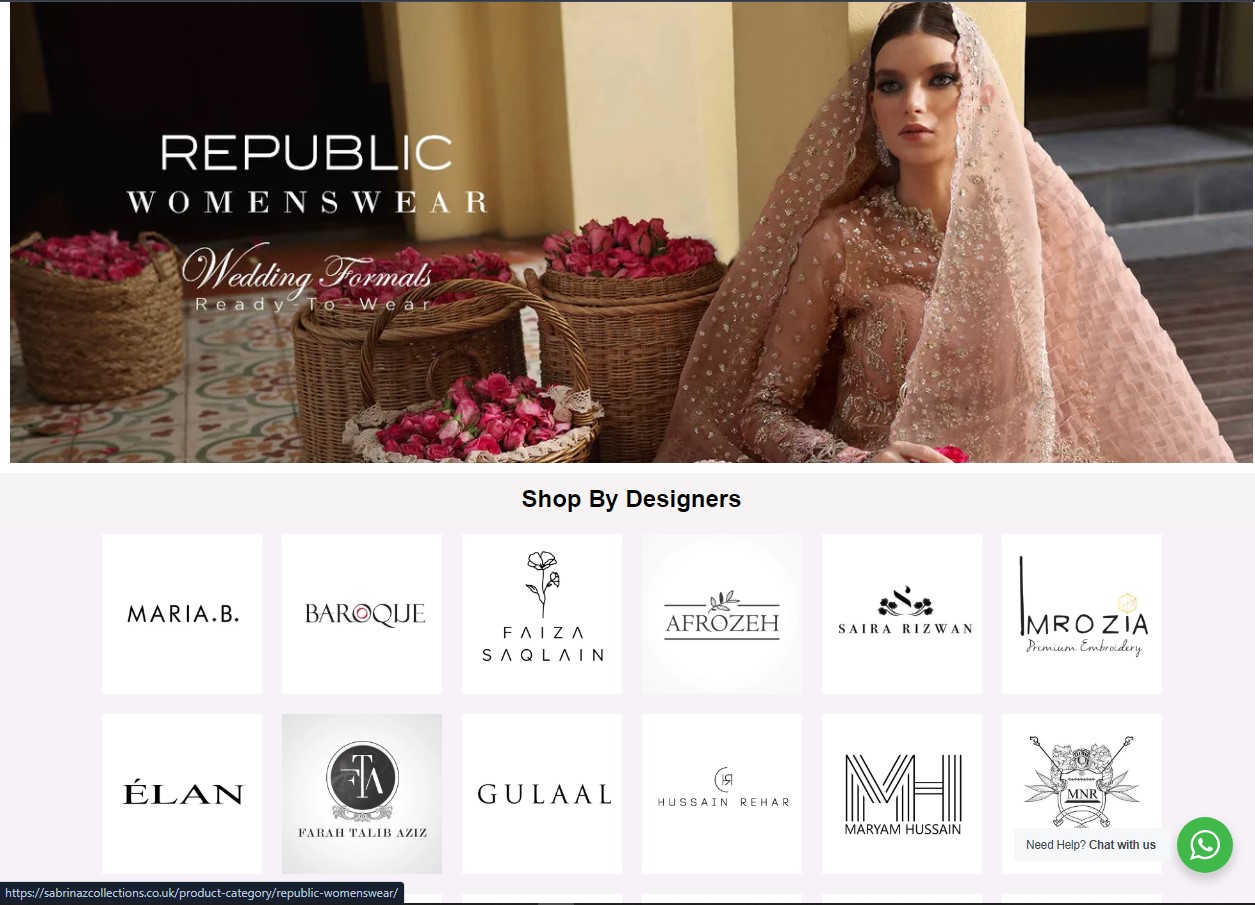 REPUBLIC
WOMENSWEAR
Wedding Formals
Ready-To-Wear
Shop By Designers
MARIA.B.
BAROQUE
FAIZA
SAQLAIN
AFROZEH
SAIRA RIZWAN
IMROZIA
Premium Embroidery
ÉLAN
FTA
FARAH TALIB AZIZ
GULAAL
HR
HUSSAIN REHAR
MH
MARYAM HUSSAIN
MNR
Need Help? Chat with us
https://sabrinazcollections.co.uk/product-category/republic-womenswear/